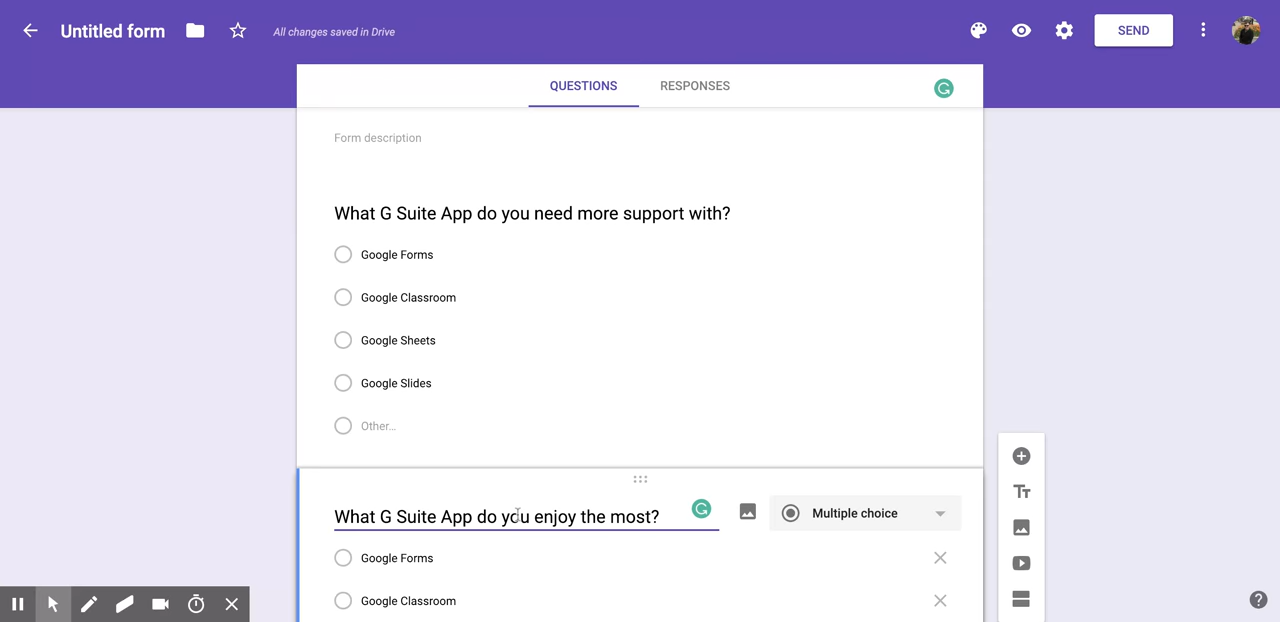 Untitled form
All changes saved in Drive
SEND
QUESTIONS
RESPONSES
Form description
What G Suite App do you need more support with?
Google Forms
Google Classroom
Google Sheets
Google Slides
Other...
What G Suite App do you enjoy the most?
Multiple choice
Google Forms
Google Classroom